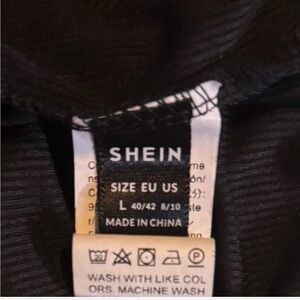 SHEIN
SIZE EU US
L 40/42 8/10
MADE IN CHINA
WASH WITH LIKE COL
ORS. MACHINE WASH